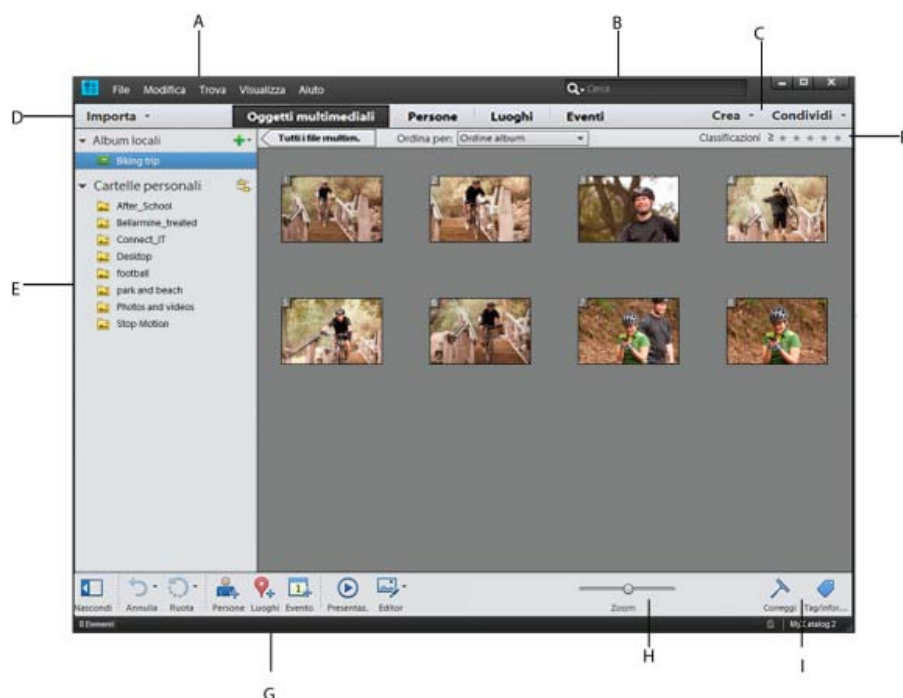 A
B
C
File Modifica Trova Visualizza Aiuto
Cerca
D
Importa
Oggetti multimediali Persone Luoghi Eventi
Crea Condividi
Album locali
Tutti i file multim.
Ordina per: Ordine album
Classificazioni ≥ ★ ★ ★ ★ ★
Biking trip
Cartelle personali
After_School
Bellarmine_treated
Connect_IT
Desktop
E
football
park and beach
Photos and videos
Stop Motion
Nascondi Annulla Ruota Persone Luoghi Evento Presentaz. Editor
Zoom
Correggi Tag/infor...
8 Elementi
My Catalog 2
H
I
G